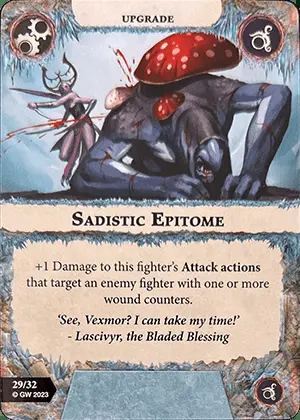 UPGRADE
SADISTIC EPITOME
+1 Damage to this fighter's Attack actions
that target an enemy fighter with one or more
wound counters.
'See, Vexmor? I can take my time!'
- Lascivyr, the Bladed Blessing
29/32
© GW 2023